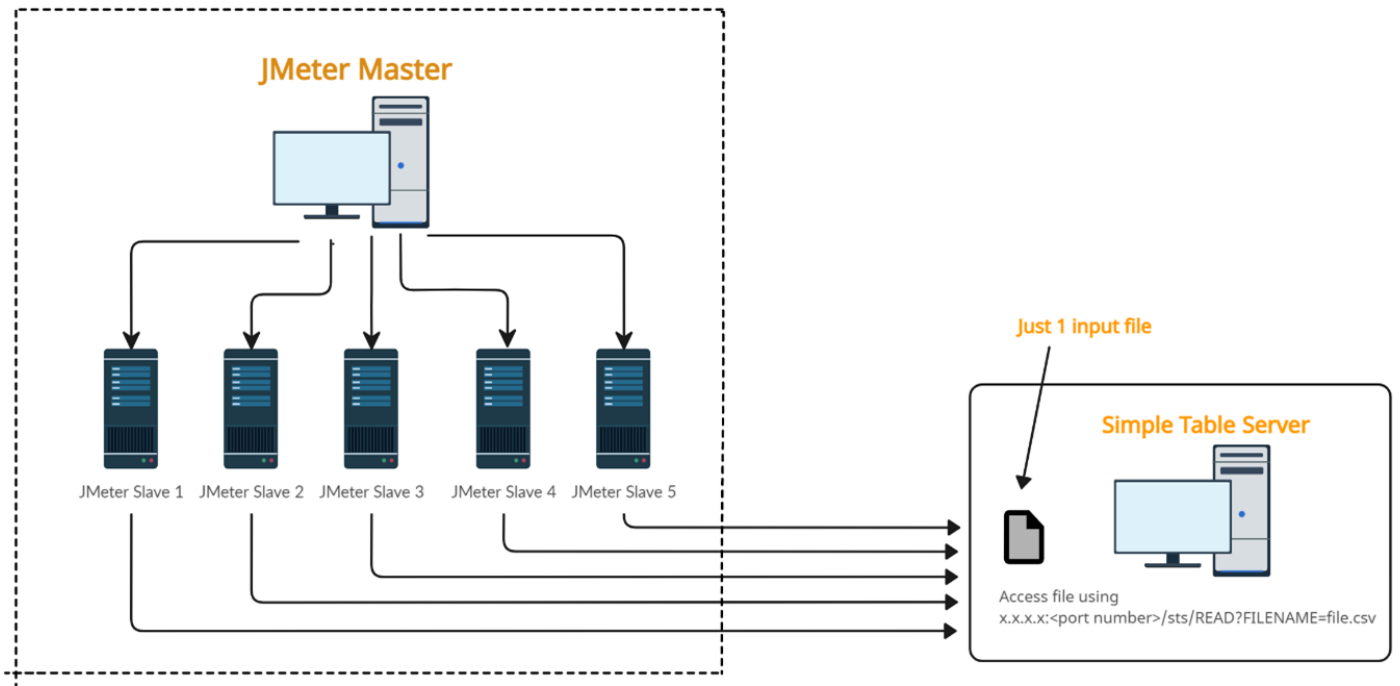 JMeter Master
JMeter Slave 1
JMeter Slave 2
JMeter Slave 3
JMeter Slave 4
JMeter Slave 5
Just 1 input file
Simple Table Server
Access file using
x.x.x.x:<port number>/sts/READ?FILENAME=file.csv